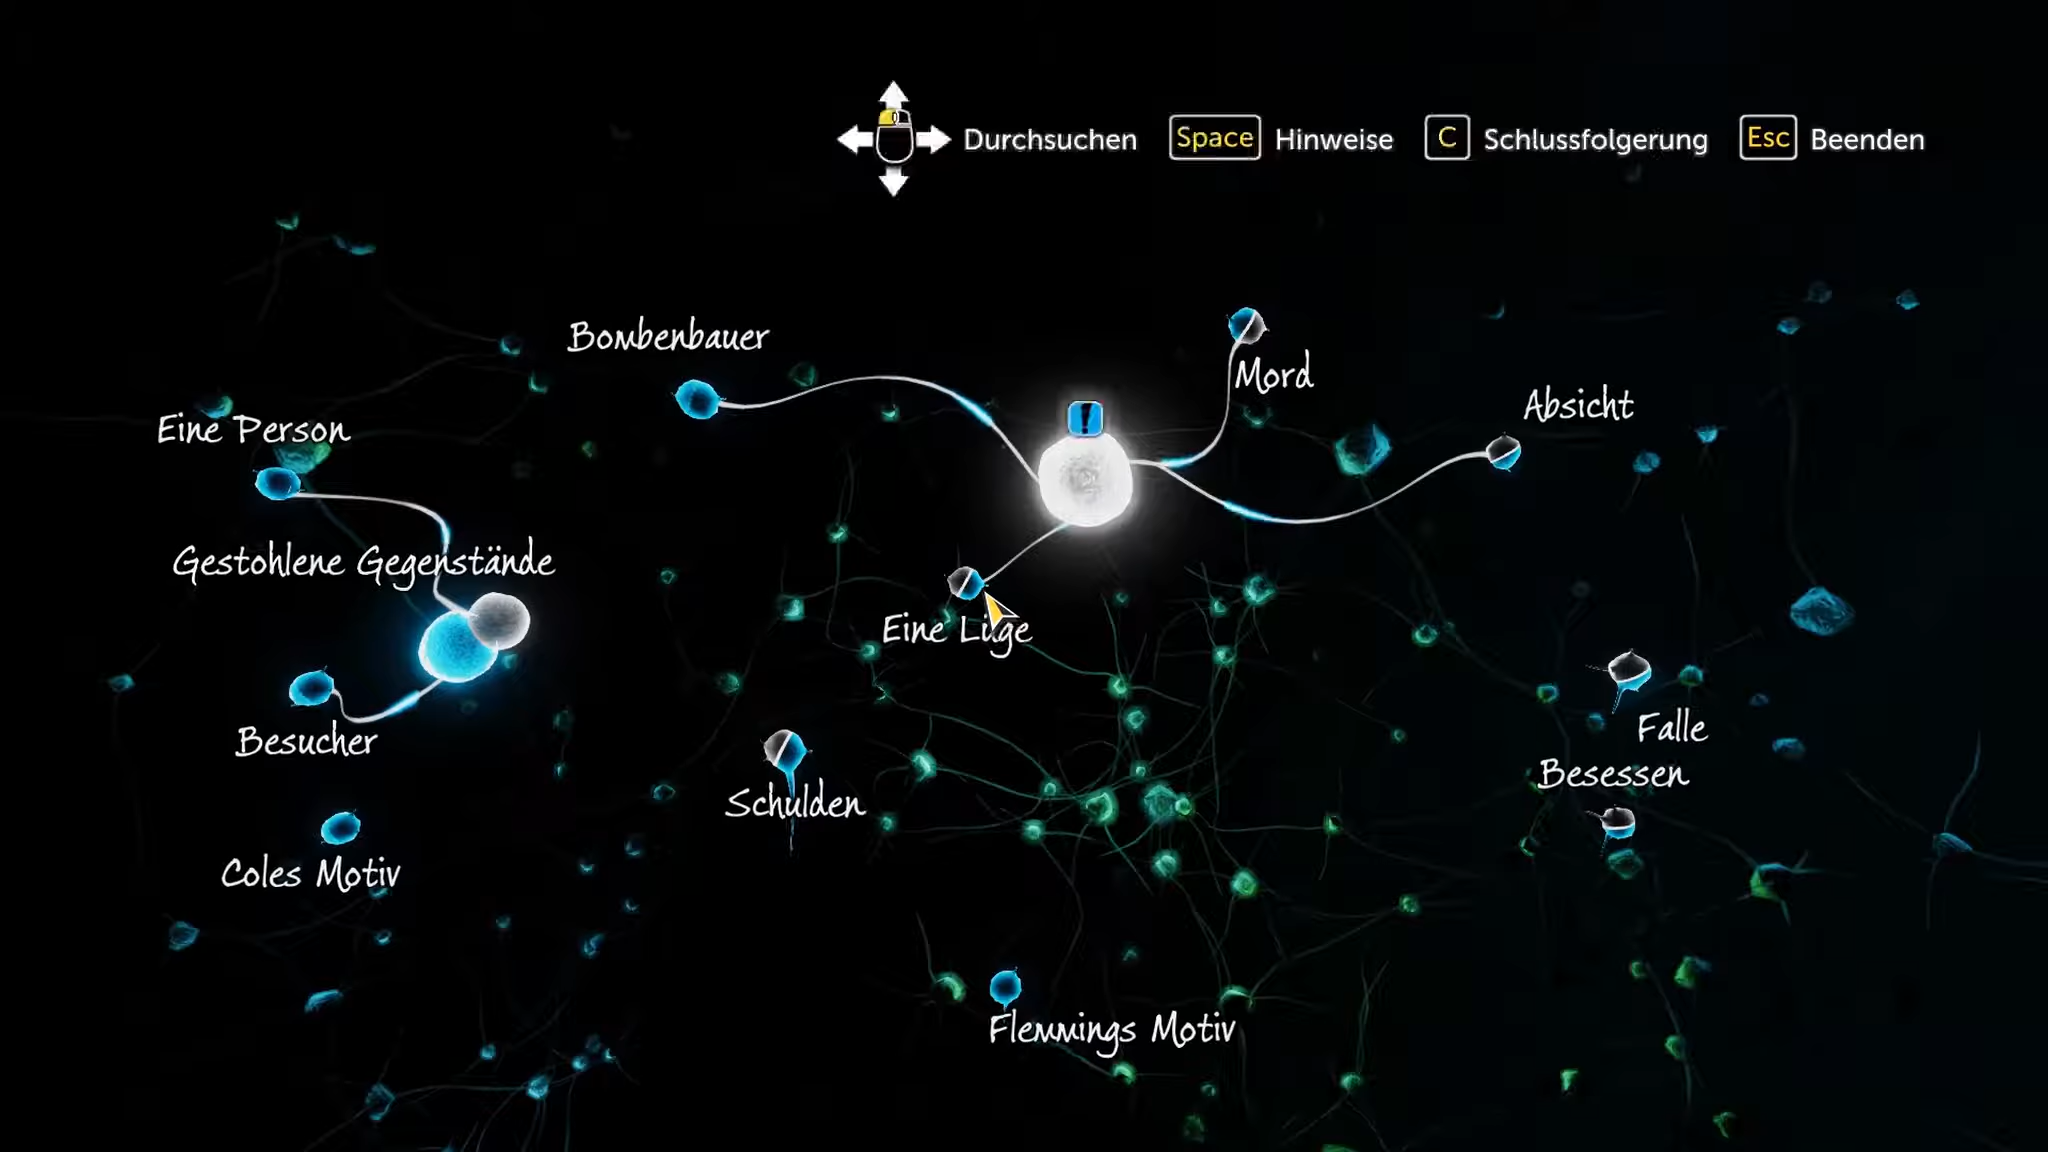 Durchsuchen Space Hinweise C Schlussfolgerung Esc Beenden
Bombenbauer
Mord
Absicht
Eine Person
Gestohlene Gegenstände
Eine Lüge
Besucher
Falle
Besessen
Schulden
Coles Motiv
Flemmings Motiv